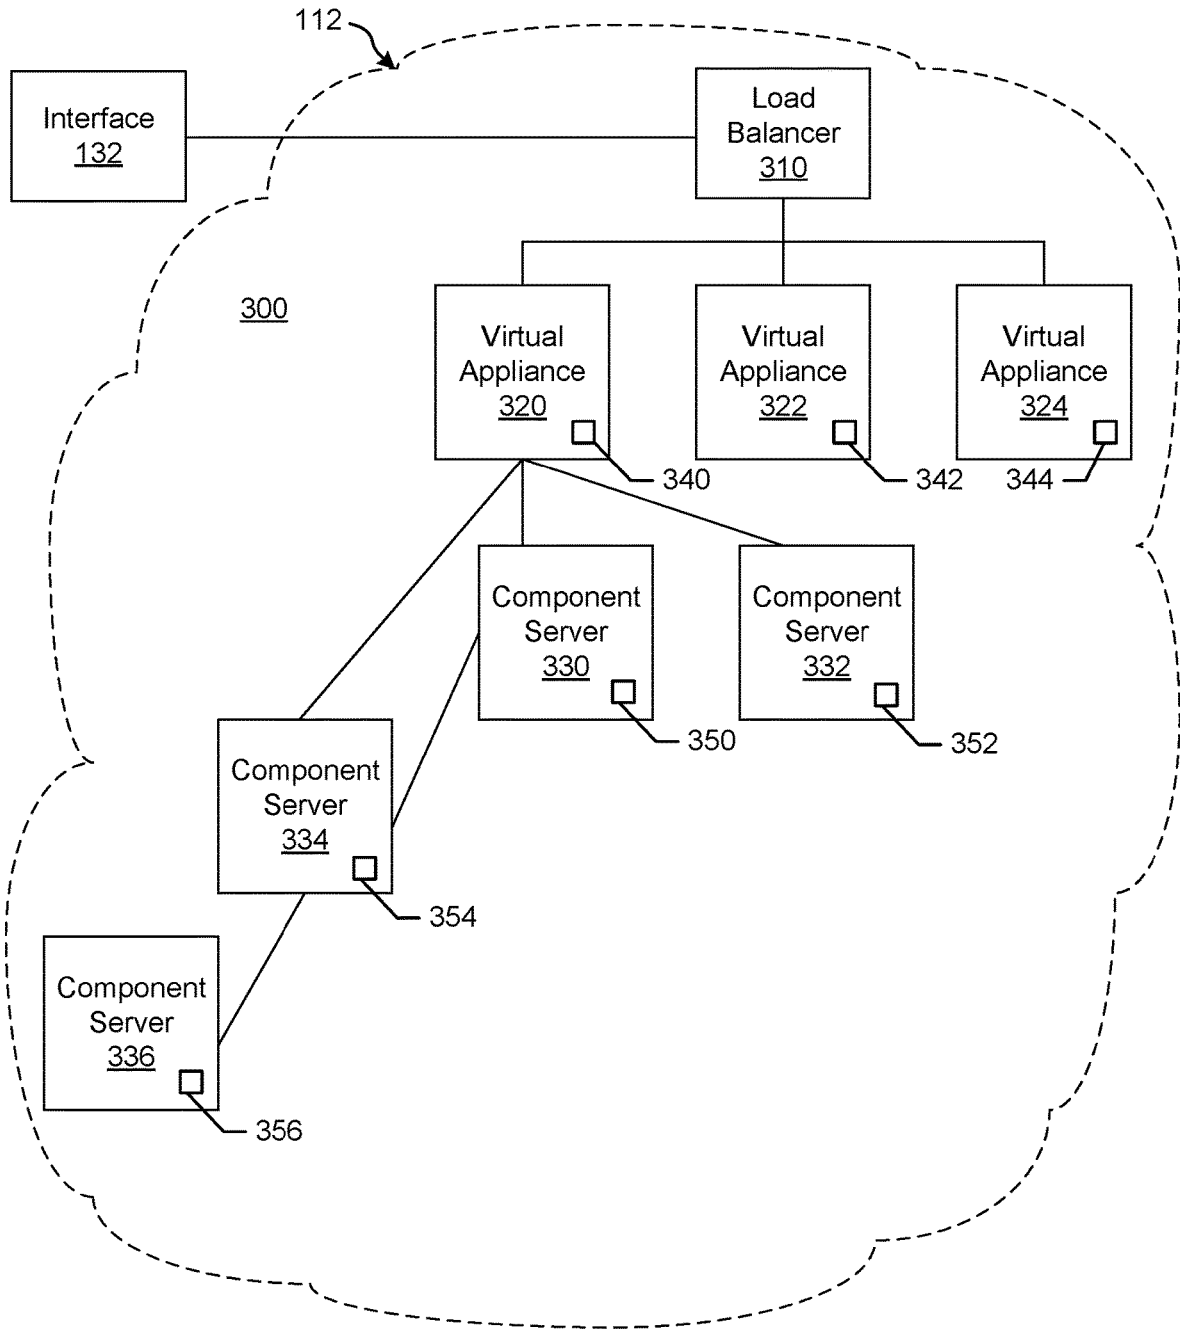 112
Interface
132
Load
Balancer
310
300
Virtual
Appliance
320
340
Virtual
Appliance
322
342
Virtual
Appliance
324
344
Component
Server
330
350
Component
Server
332
352
Component
Server
334
354
Component
Server
336
356